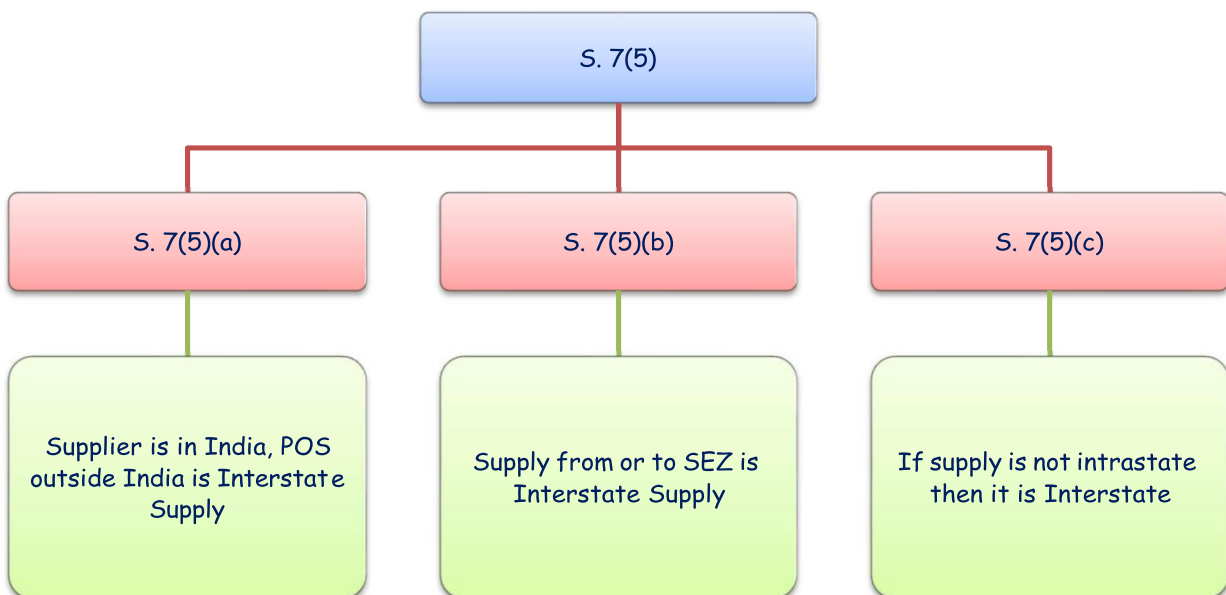 S. 7(5)
S. 7(5)(a)
S. 7(5)(b)
S. 7(5)(c)
Supplier is in India, POS
outside India is Interstate
Supply
Supply from or to SEZ is
Interstate Supply
If supply is not intrastate
then it is Interstate